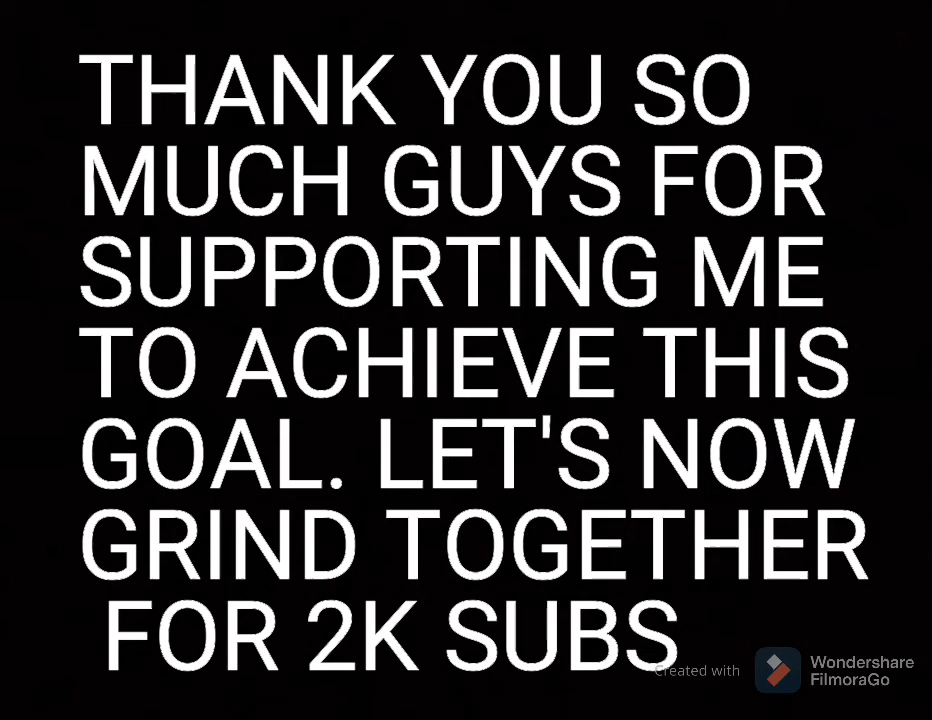 THANK YOU SO
MUCH GUYS FOR
SUPPORTING ME
TO ACHIEVE THIS
GOAL. LET'S NOW
GRIND TOGETHER
FOR 2K SUBS
Created with
Wondershare
FilmoraGo